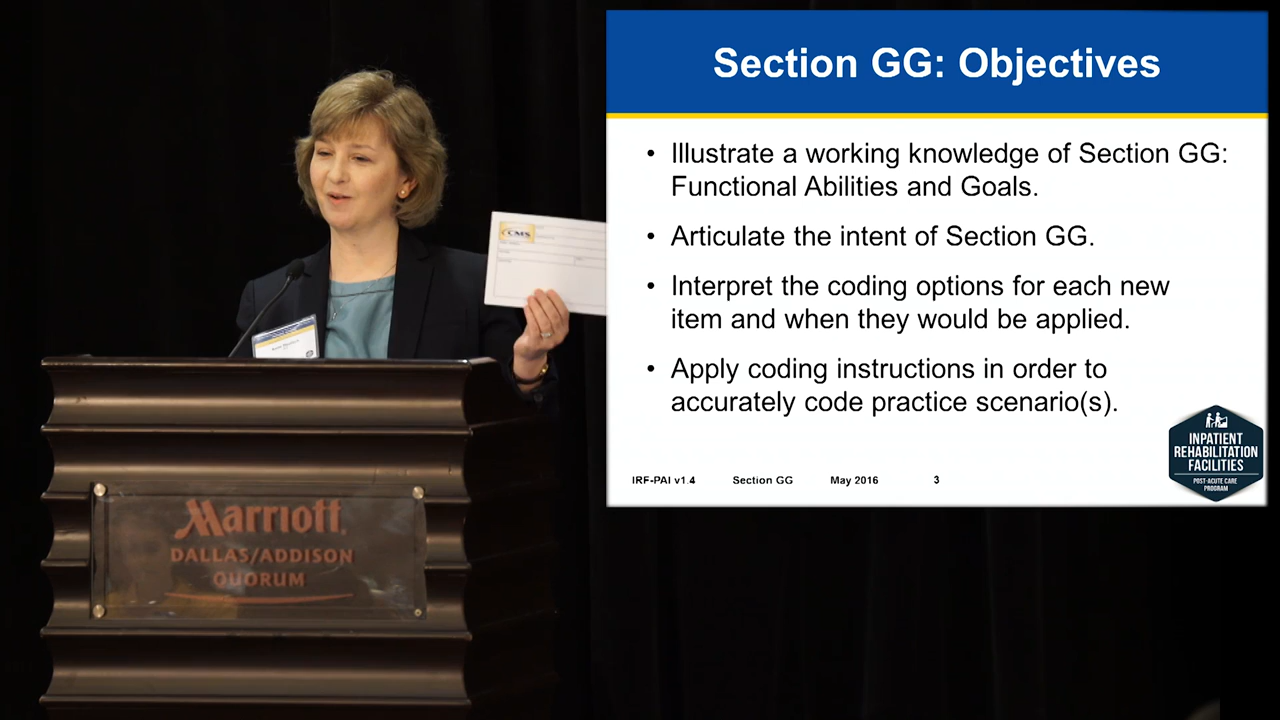 Section GG: Objectives
• Illustrate a working knowledge of Section GG:
Functional Abilities and Goals.
• Articulate the intent of Section GG.
• Interpret the coding options for each new
item and when they would be applied.
• Apply coding instructions in order to
accurately code practice scenario(s).
IRF-PAI v1.4 Section GG May 2016 3
INPATIENT
REHABILITATION
FACILITIES
POST-ACUTE CARE
PROGRAM
CMS
Marriott
DALLAS/ADDISON
QUORUM